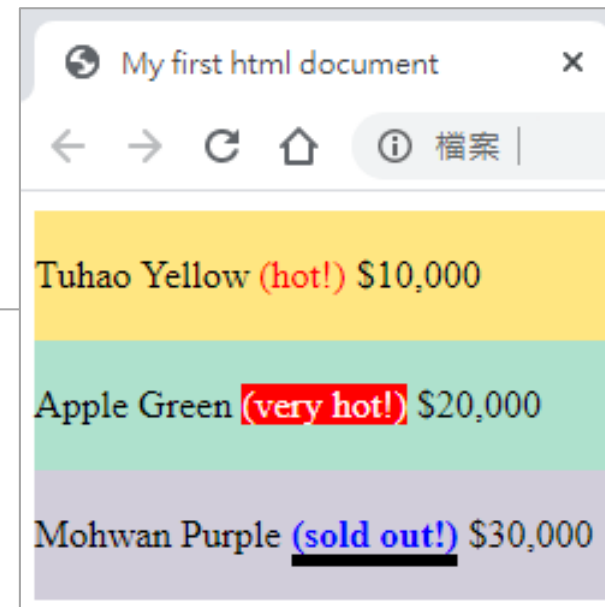 My first html document
檔案
Tuhao Yellow (hot!) $10,000
Apple Green (very hot!) $20,000
Mohwan Purple (sold out!) $30,000